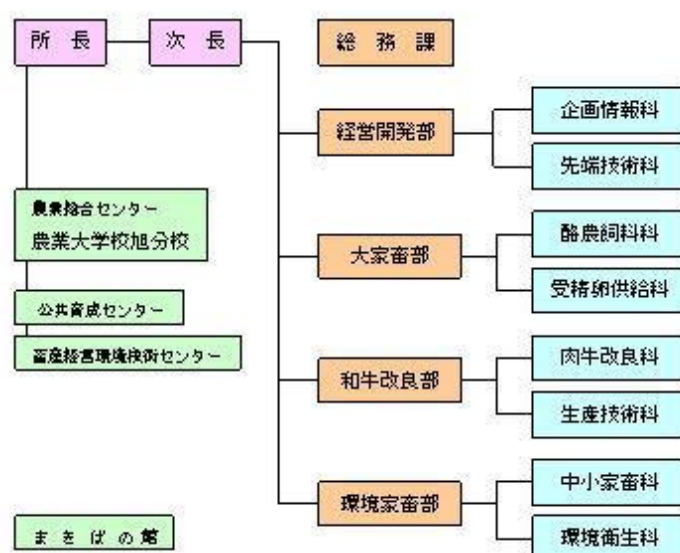 所長
次長
総務課
経営開発部
企画情報科
先端技術科
農業総合センター
農業大学校旭分校
大家畜部
酪農飼料科
受精卵供給科
公共育成センター
畜産経営環境技術センター
和牛改良部
肉牛改良科
生産技術科
環境家畜部
中小家畜科
環境衛生科
まきばの館